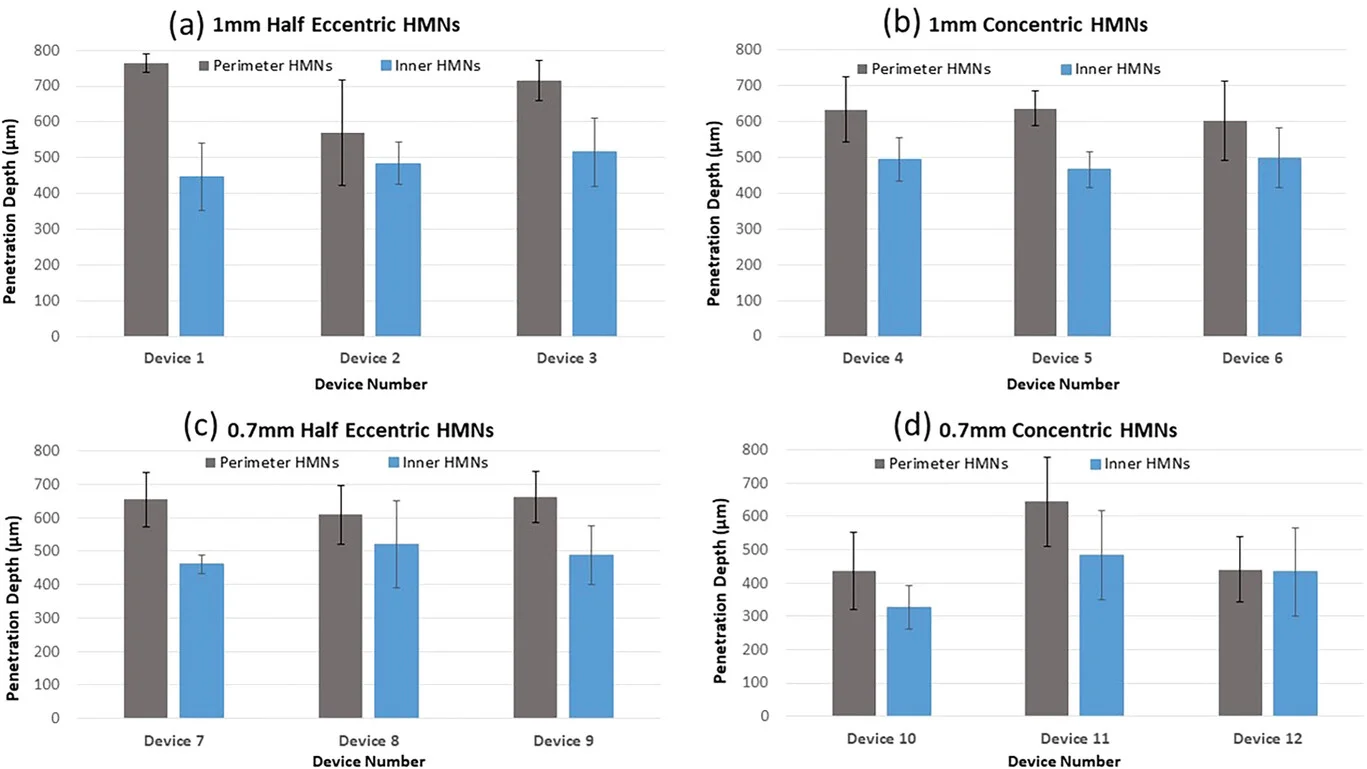 (a) 1mm Half Eccentric HMNs
800
700
600
500
400
300
200
100
0
Perimeter HMNs Inner HMNs
Penetration Depth (µm)
Device 1 Device 2 Device 3
Device Number
(b) 1mm Concentric HMNs
800
700
600
500
400
300
200
100
0
Perimeter HMNs Inner HMNs
Penetration Depth (µm)
Device 4 Device 5 Device 6
Device Number
(c) 0.7mm Half Eccentric HMNs
800
700
600
500
400
300
200
100
0
Perimeter HMNs Inner HMNs
Penetration Depth (µm)
Device 7 Device 8 Device 9
Device Number
(d) 0.7mm Concentric HMNs
800
700
600
500
400
300
200
100
0
Perimeter HMNs Inner HMNs
Penetration Depth (µm)
Device 10 Device 11 Device 12
Device Number